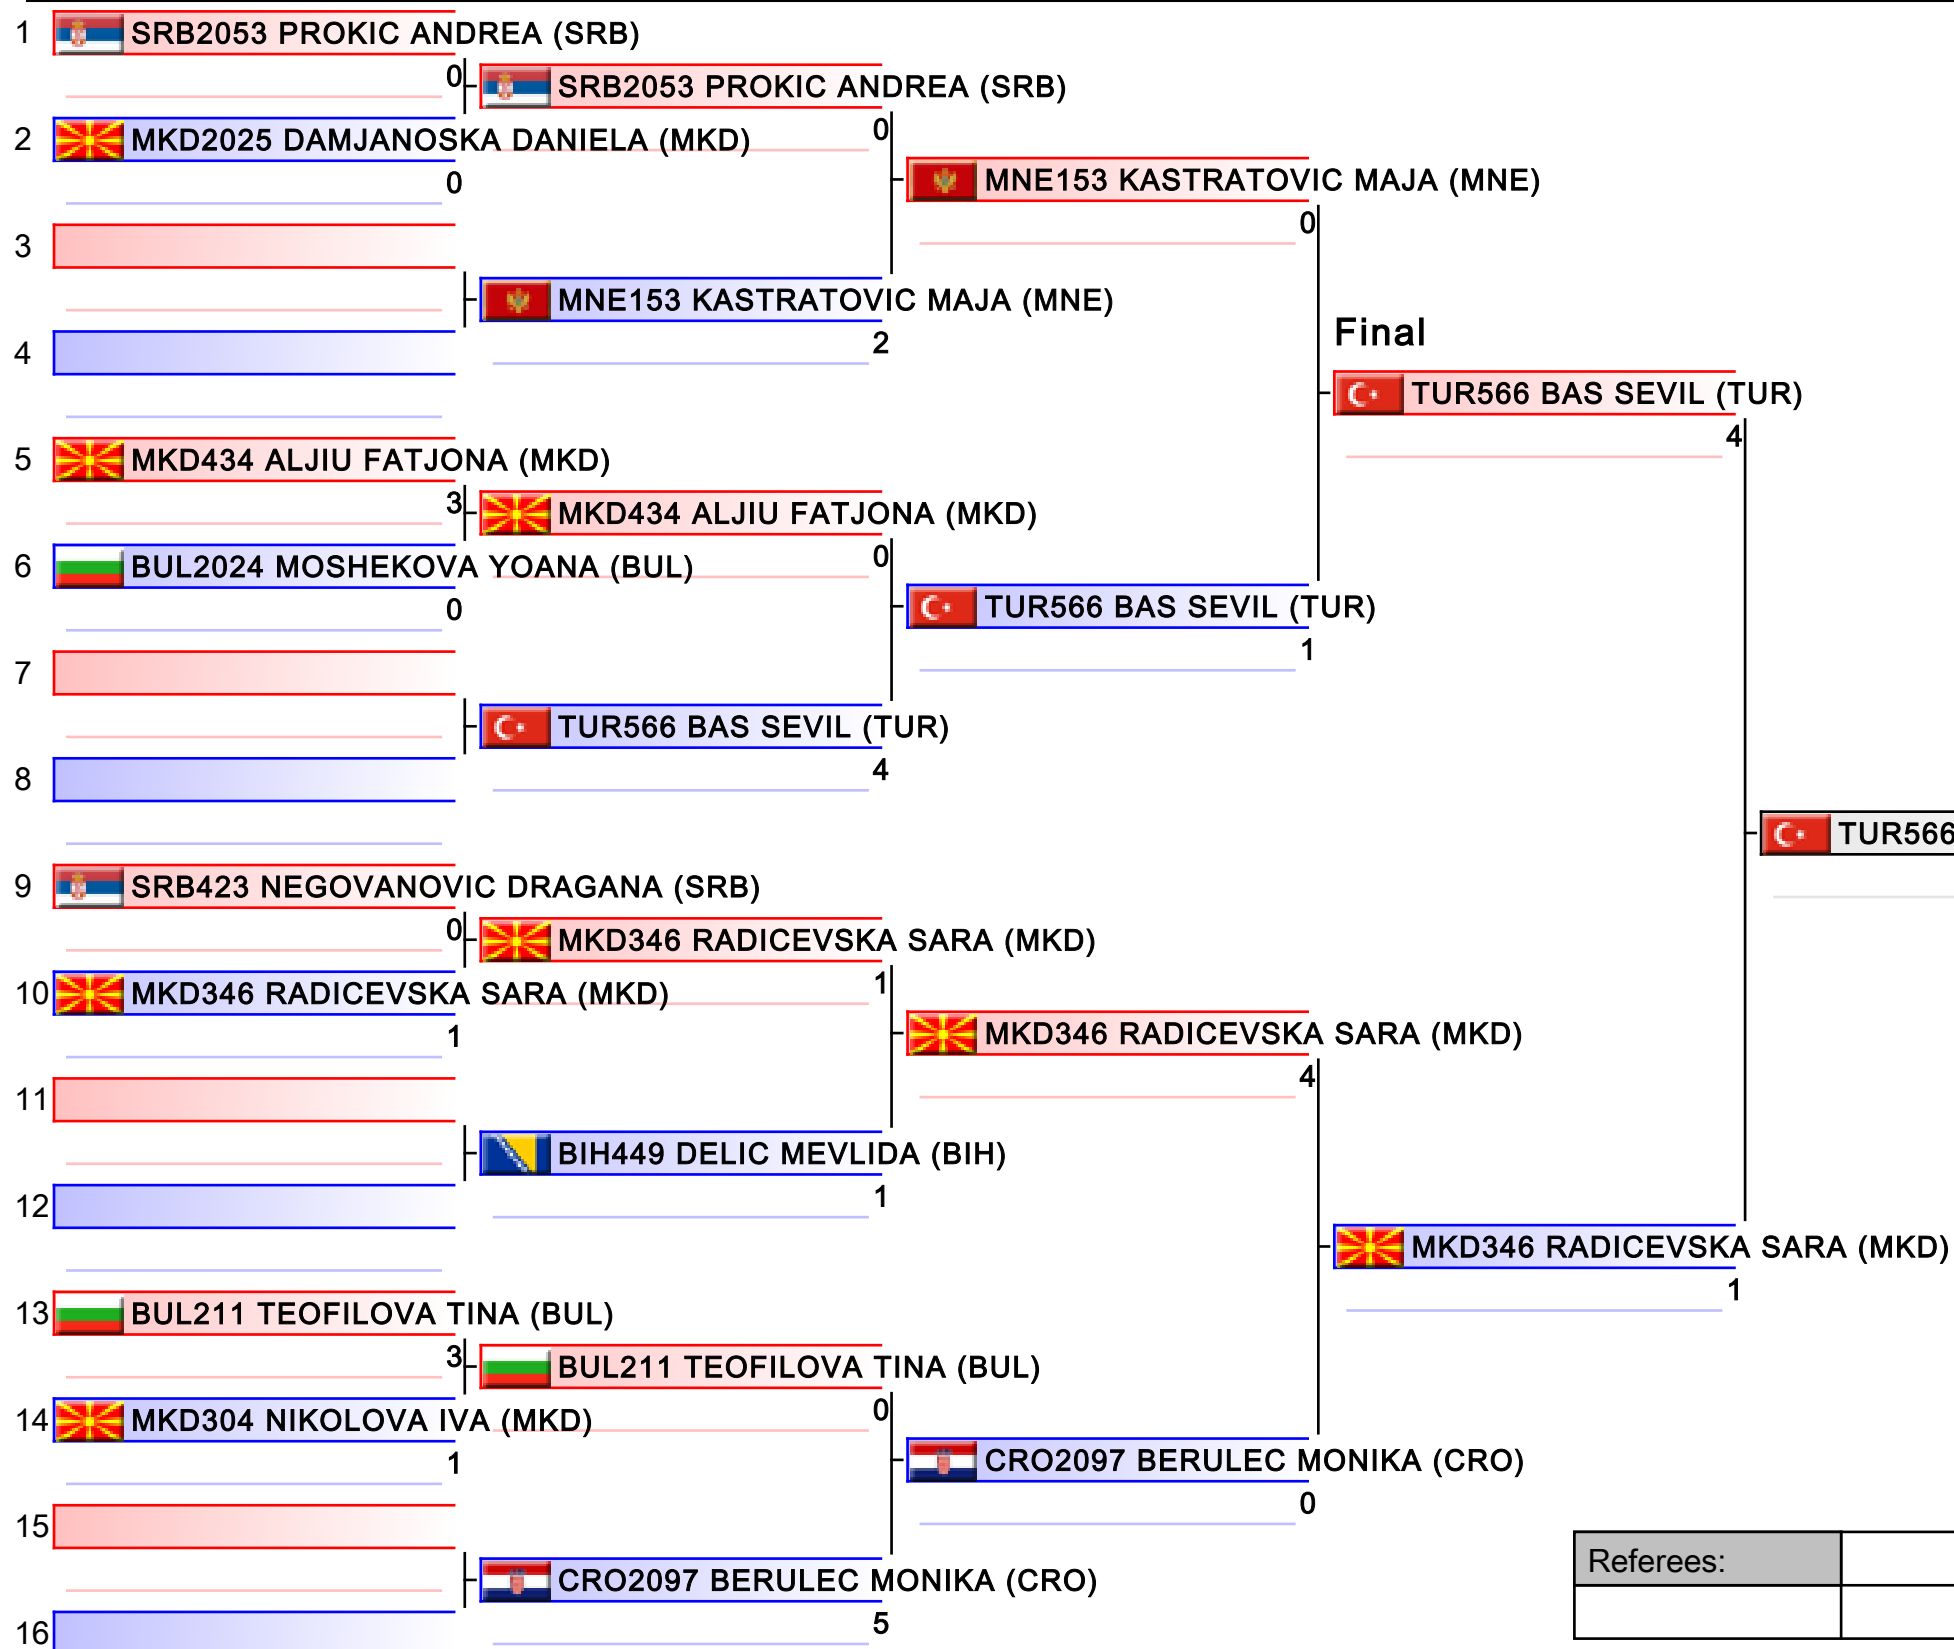 1 SRB2053 PROKIC ANDREA (SRB)
0 SRB2053 PROKIC ANDREA (SRB)
2 MKD2025 DAMJANOSKA DANIELA (MKD) 0
0 MNE153 KASTRATOVIC MAJA (MNE)
3 0
MNE153 KASTRATOVIC MAJA (MNE)
4 2 Final
TUR566 BAS SEVIL (TUR)
5 MKD434 ALJIU FATJONA (MKD) 4
3 MKD434 ALJIU FATJONA (MKD)
6 BUL2024 MOSHEKOVA YOANA (BUL) 0
0 TUR566 BAS SEVIL (TUR)
7 1
TUR566 BAS SEVIL (TUR)
8 4
TUR566
9 SRB423 NEGOVANOVIC DRAGANA (SRB)
0 MKD346 RADICEVSKA SARA (MKD)
10 MKD346 RADICEVSKA SARA (MKD) 1
1 MKD346 RADICEVSKA SARA (MKD)
11 4
BIH449 DELIC MEVLIDA (BIH)
12 1
MKD346 RADICEVSKA SARA (MKD)
13 BUL211 TEOFILOVA TINA (BUL) 1
3 BUL211 TEOFILOVA TINA (BUL)
14 MKD304 NIKOLOVA IVA (MKD) 0
1 CRO2097 BERULEC MONIKA (CRO)
15 0
Referees:
CRO2097 BERULEC MONIKA (CRO)
16 5